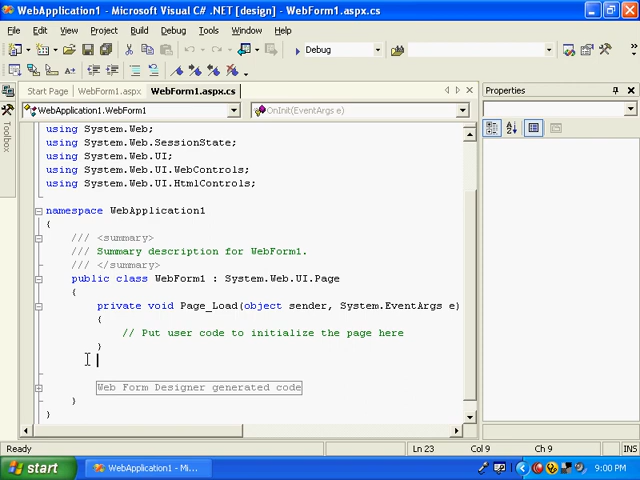 WebApplication1 - Microsoft Visual C# .NET [design] - WebForm1.aspx.cs
File Edit View Project Build Debug Tools Window Help
Debug
Start Page WebForm1.aspx WebForm1.aspx.cs
Properties
WebApplication1.WebForm1 OnInit(EventArgs e)
Toolbox
using System.Web;
using System.Web.SessionState;
using System.Web.UI;
using System.Web.UI.WebControls;
using System.Web.UI.HtmlControls;
namespace WebApplication1
{
/// <summary>
/// Summary description for WebForm1.
/// </summary>
public class WebForm1 : System.Web.UI.Page
{
private void Page_Load(object sender, System.EventArgs e)
{
// Put user code to initialize the page here
}
Web Form Designer generated code
}
}
Ready Ln 23 Col 9 Ch 9 INS
start WebApplication1 - Mi... 9:00 PM